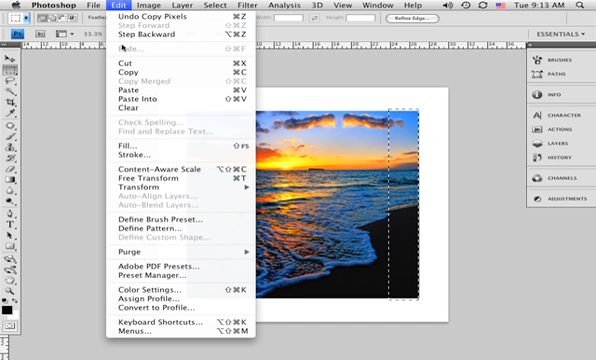 Photoshop File Edit Image Layer Select Filter Analysis 3D View Window Help Tue 9:13 AM
Refine Edge...
33.3% ESSENTIALS
Undo Copy Pixels ⌘Z
Step Forward ⇧⌘Z
Step Backward ⌥⌘Z
Fade... ⇧⌘F
Cut ⌘X
Copy ⌘C
Copy Merged ⇧⌘C
Paste ⌘V
Paste Into ⇧⌘V
Clear
Check Spelling...
Find and Replace Text...
Fill... ⇧F5
Stroke...
Content-Aware Scale ⌥⇧⌘C
Free Transform ⌘T
Transform
Auto-Align Layers...
Auto-Blend Layers...
Define Brush Preset...
Define Pattern...
Define Custom Shape...
Purge
Adobe PDF Presets...
Preset Manager...
Color Settings... ⇧⌘K
Assign Profile...
Convert to Profile...
Keyboard Shortcuts... ⌥⇧⌘K
Menus... ⌥⇧⌘M
BRUSHES
PATHS
INFO
CHARACTER
ACTIONS
LAYERS
HISTORY
CHANNELS
ADJUSTMENTS